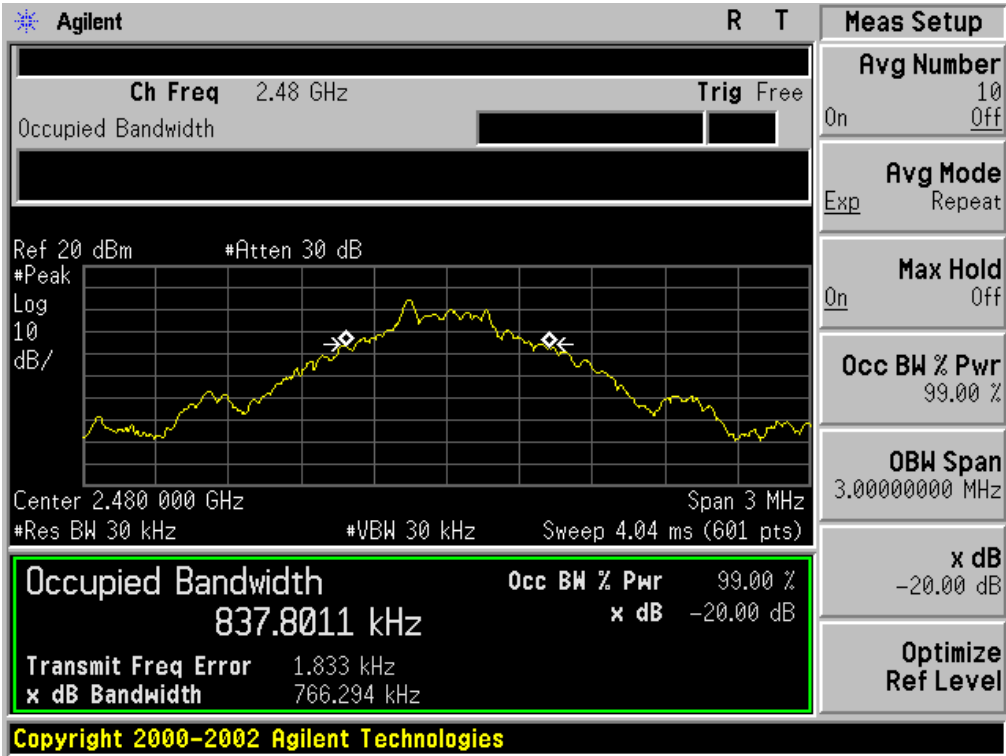 Agilent R T
Ch Freq 2.48 GHz Trig Free
Occupied Bandwidth
Ref 20 dBm #Atten 30 dB
#Peak
Log
10
dB/
Center 2.480 000 GHz Span 3 MHz
#Res BW 30 kHz #VBW 30 kHz Sweep 4.04 ms (601 pts)
Occupied Bandwidth
837.8011 kHz
Occ BW % Pwr 99.00 %
x dB -20.00 dB
Transmit Freq Error 1.833 kHz
x dB Bandwidth 766.294 kHz
Copyright 2000-2002 Agilent Technologies
Meas Setup
Avg Number
10
On Off
Avg Mode
Exp Repeat
Max Hold
On Off
Occ BW % Pwr
99.00 %
OBW Span
3.00000000 MHz
x dB
-20.00 dB
Optimize
Ref Level